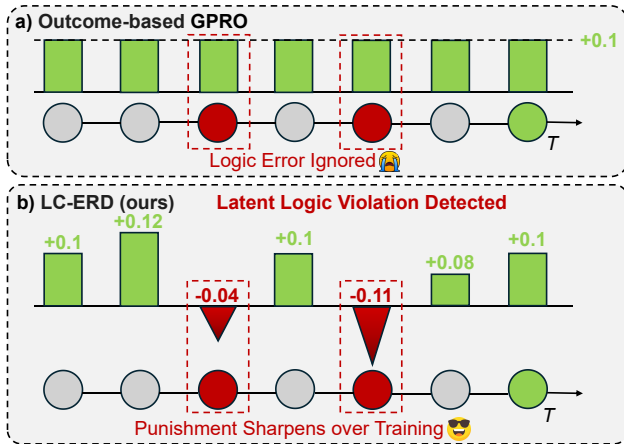 a) Outcome-based GPRO
+0.1
T
Logic Error Ignored
b) LC-ERD (ours) Latent Logic Violation Detected
+0.1
+0.12
-0.04
+0.1
-0.11
+0.08
+0.1
T
Punishment Sharpens over Training